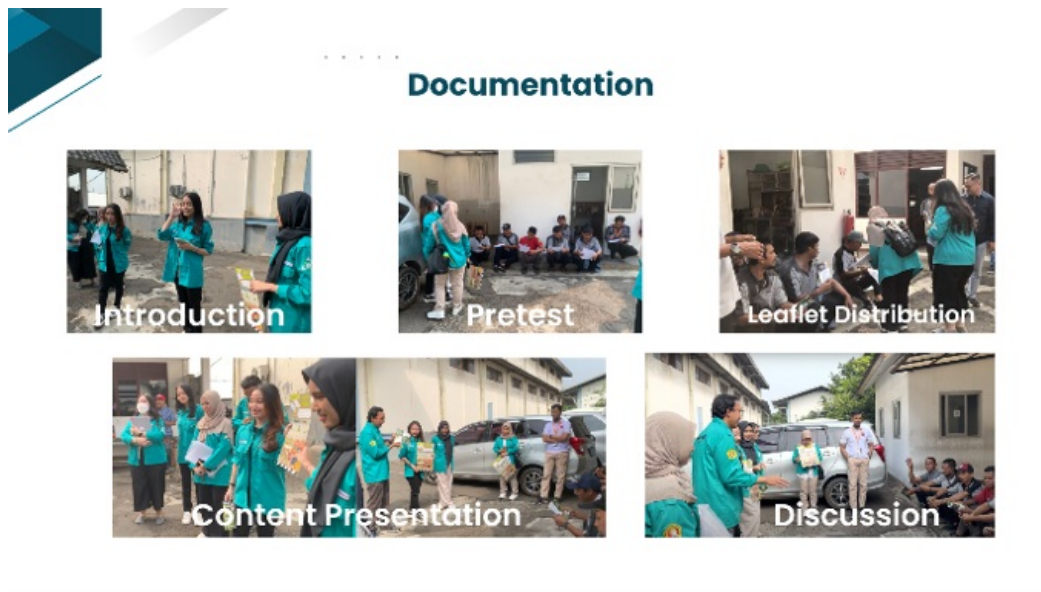 Documentation
Introduction
Pretest
Leaflet Distribution
Content Presentation
Discussion